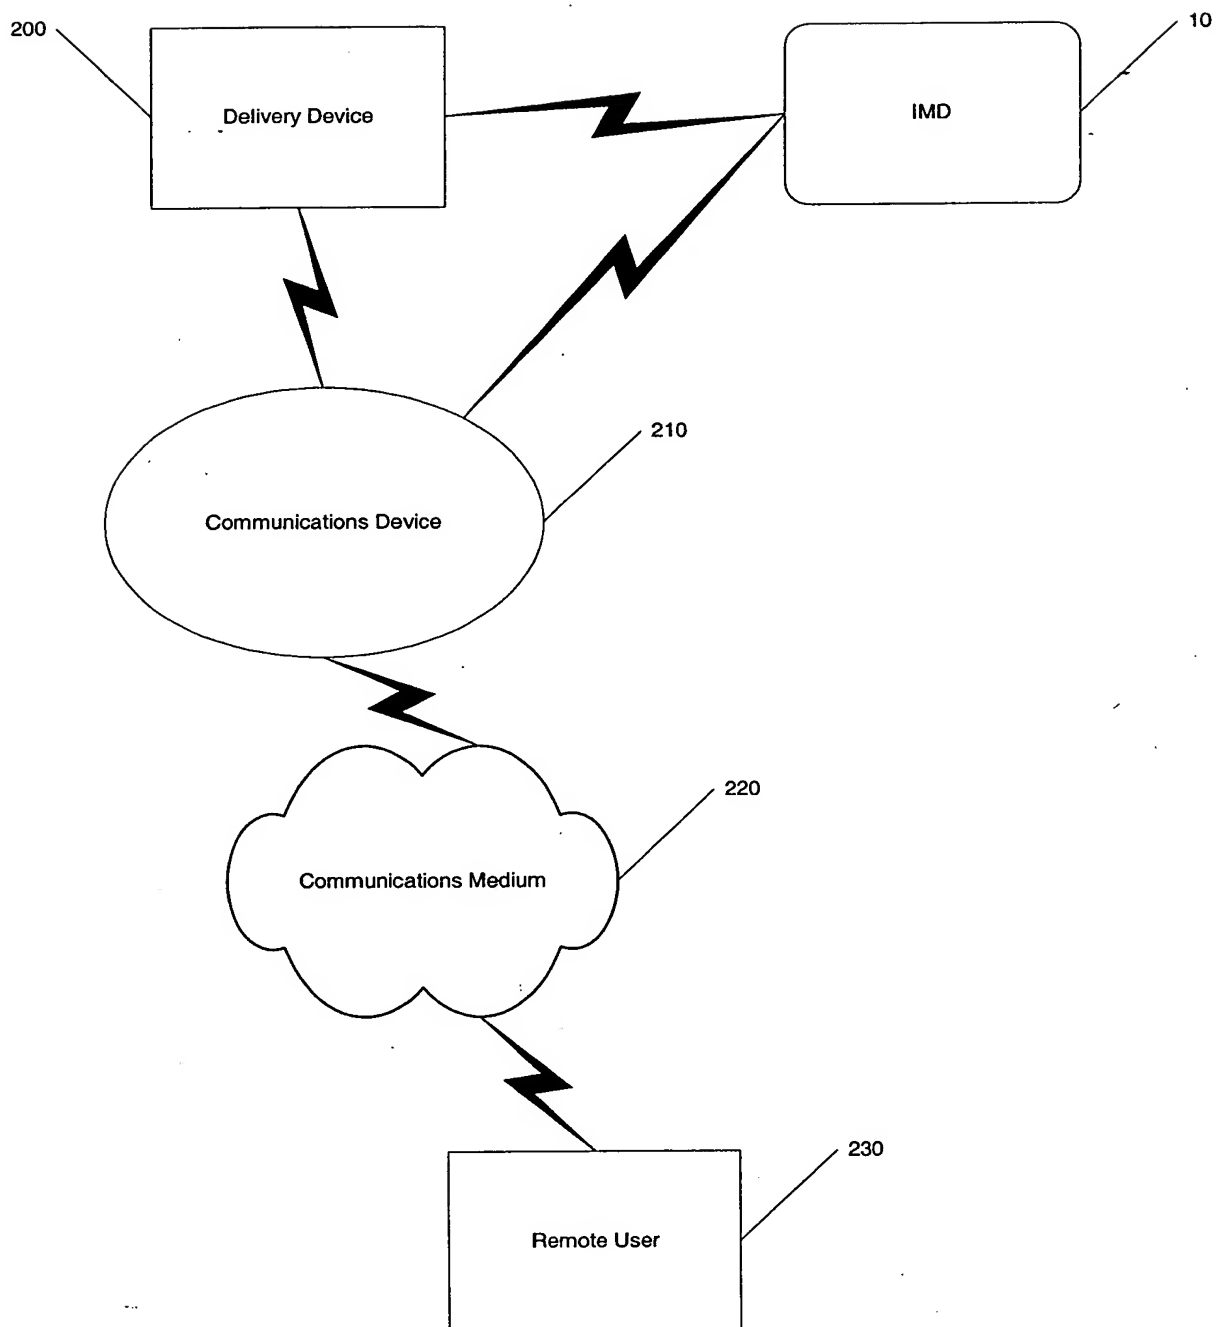 200
10
Delivery Device
IMD
210
Communications Device
220
Communications Medium
230
Remote User